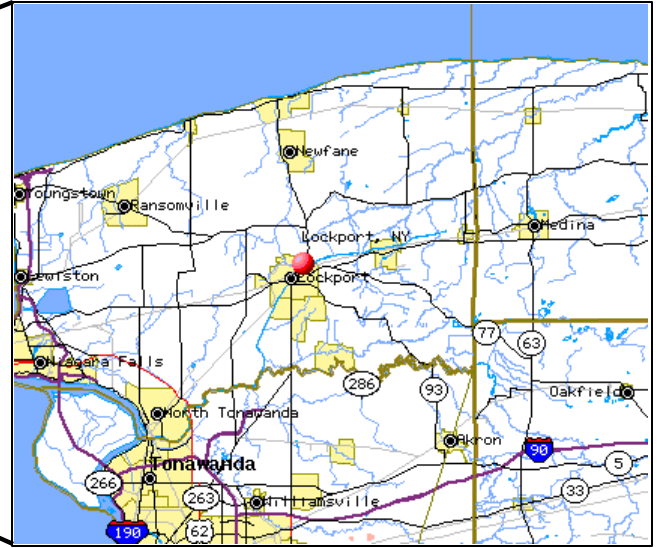 Newfane
Youngstown
Ransomville
Medina
Lockport, NY
Lewiston
Lockport
77
63
Niagara Falls
286
93
Oakfield
North Tonawanda
Akron
90
Tonawanda
5
266
263
33
Williamsville
190
62